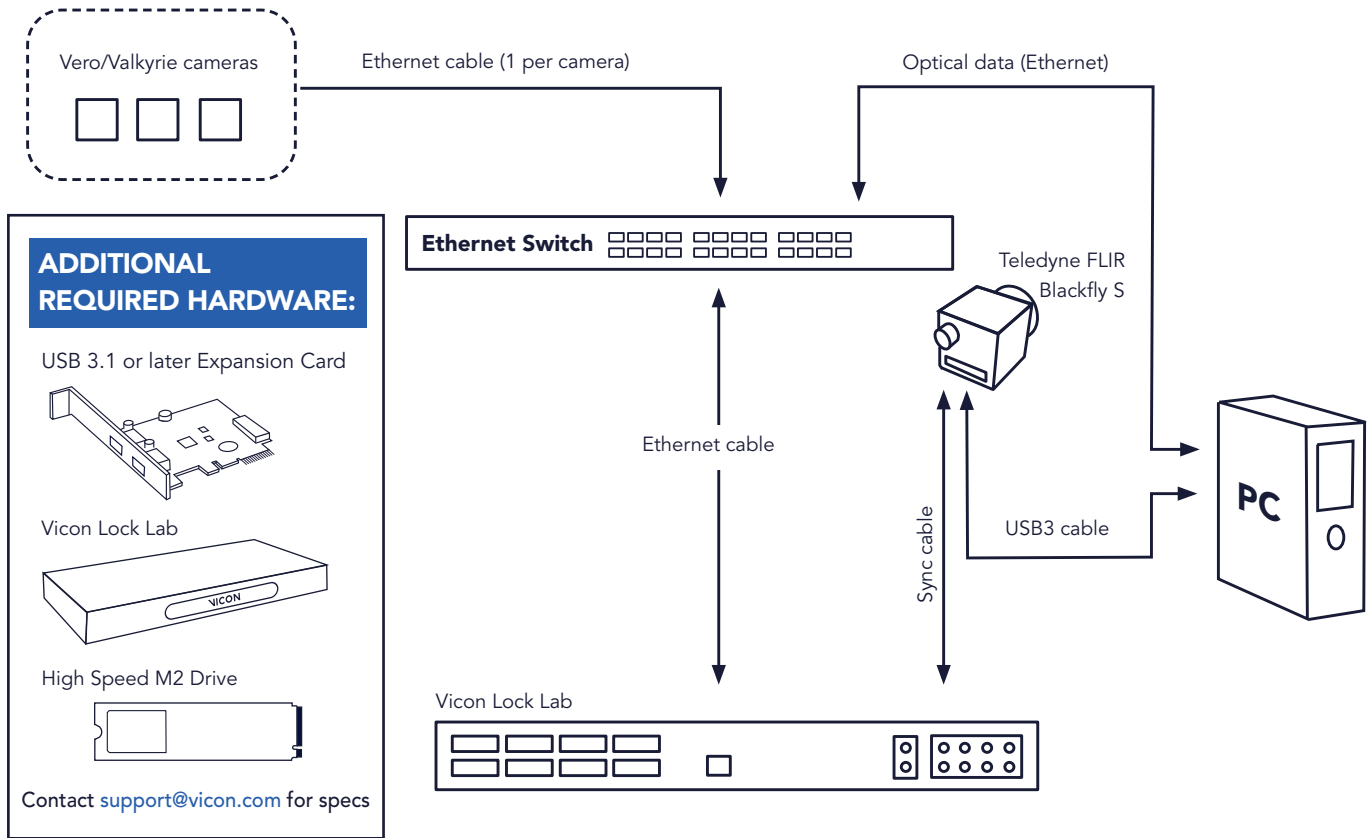 Vero/Valkyrie cameras
Ethernet cable (1 per camera)
Optical data (Ethernet)
Ethernet Switch
Teledyne FLIR
Blackfly S
ADDITIONAL
REQUIRED HARDWARE:
USB 3.1 or later Expansion Card
Vicon Lock Lab
VICON
High Speed M2 Drive
Contact support@vicon.com for specs
Ethernet cable
Sync cable
USB3 cable
PC
Vicon Lock Lab